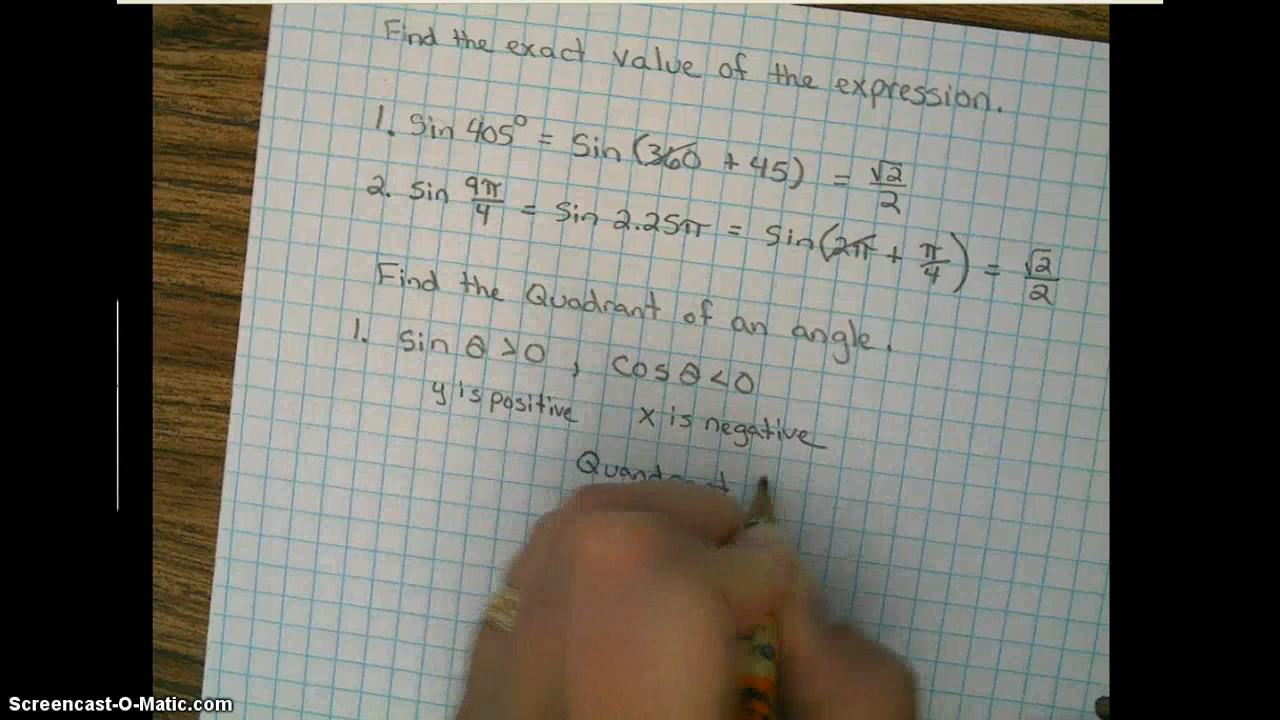 Find the exact value of the expression.
1. Sin 405° = Sin (360 + 45) = √2/2
2. Sin 9π/4 = Sin 2.25π = Sin(2π + π/4) = √2/2
Find the Quadrant of an angle.
1. Sin θ > 0, Cos θ < 0
y is positive x is negative
Screencast-O-Matic.com